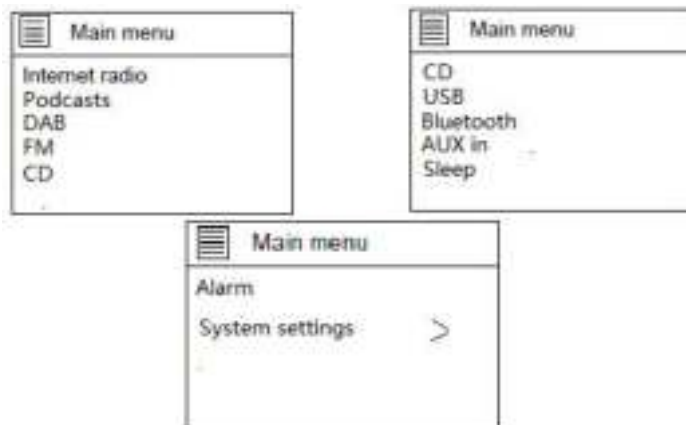 Main menu
Internet radio
Podcasts
DAB
FM
CD
Main menu
CD
USB
Bluetooth
AUX in
Sleep
Main menu
Alarm
System settings >